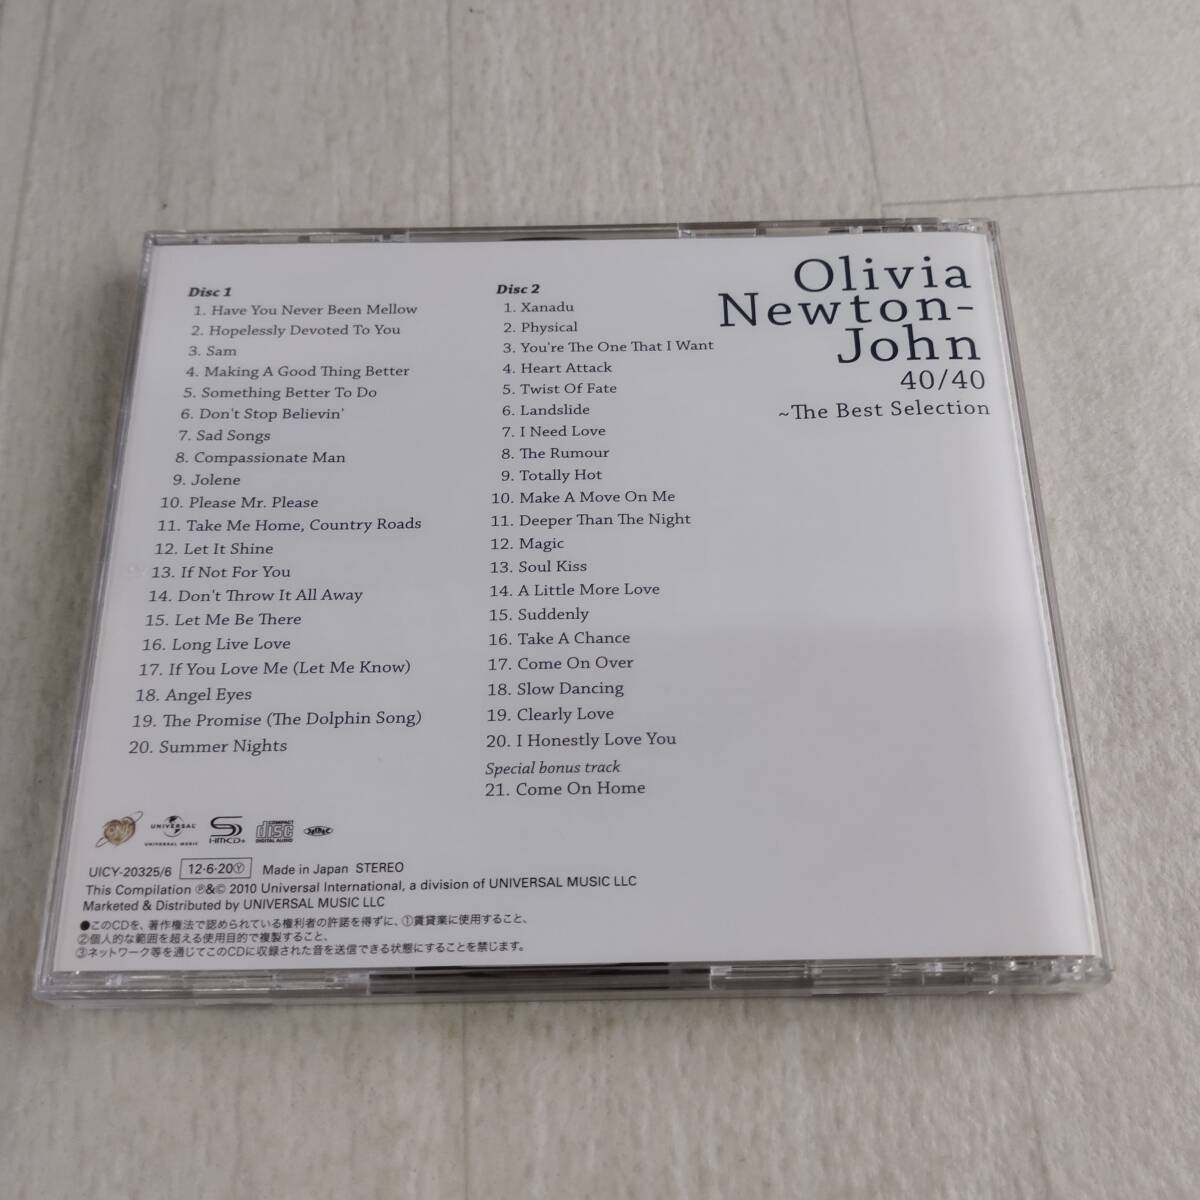 Olivia
Newton-
John
40/40
~The Best Selection
Disc 1
1. Have You Never Been Mellow
2. Hopelessly Devoted To You
3. Sam
4. Making A Good Thing Better
5. Something Better To Do
6. Don't Stop Believin'
7. Sad Songs
8. Compassionate Man
9. Jolene
10. Please Mr. Please
11. Take Me Home, Country Roads
12. Let It Shine
13. If Not For You
14. Don't Throw It All Away
15. Let Me Be There
16. Long Live Love
17. If You Love Me (Let Me Know)
18. Angel Eyes
19. The Promise (The Dolphin Song)
20. Summer Nights
Disc 2
1. Xanadu
2. Physical
3. You're The One That I Want
4. Heart Attack
5. Twist Of Fate
6. Landslide
7. I Need Love
8. The Rumour
9. Totally Hot
10. Make A Move On Me
11. Deeper Than The Night
12. Magic
13. Soul Kiss
14. A Little More Love
15. Suddenly
16. Take A Chance
17. Come On Over
18. Slow Dancing
19. Clearly Love
20. I Honestly Love You
Special bonus track
21. Come On Home
UNIVERSAL
UNIVERSAL MUSIC
COMPACT
disc
DIGITAL AUDIO
UICY-20325/6 12・6・20Ⓨ Made in Japan STEREO
This Compilation ℗&© 2010 Universal International, a division of UNIVERSAL MUSIC LLC
Marketed & Distributed by UNIVERSAL MUSIC LLC
●このCDを、著作権法で認められている権利者の許諾を得ずに、①賃貸業に使用すること、
②個人的な範囲を超える使用目的で複製すること、
③ネットワーク等を通じてこのCDに収録された音を送信できる状態にすることを禁じます。